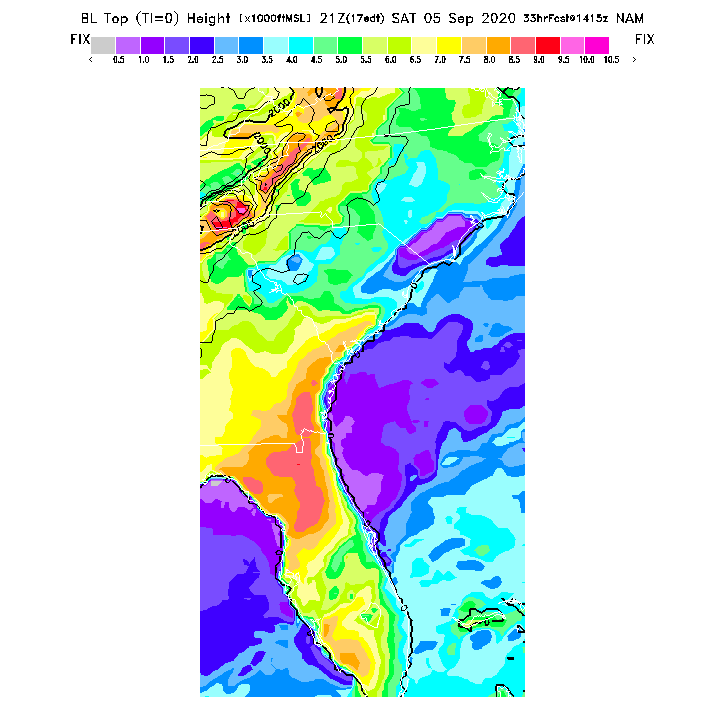 BL Top (TI=0) Height [x1000ftMSL] 21Z(17edt) SAT 05 Sep 2020 33hrFcst@1415z NAM
FIX FIX
< 0.5 1.0 1.5 2.0 2.5 3.0 3.5 4.0 4.5 5.0 5.5 6.0 6.5 7.0 7.5 8.0 8.5 9.0 9.5 10.0 10.5 >
2000
2000
2000